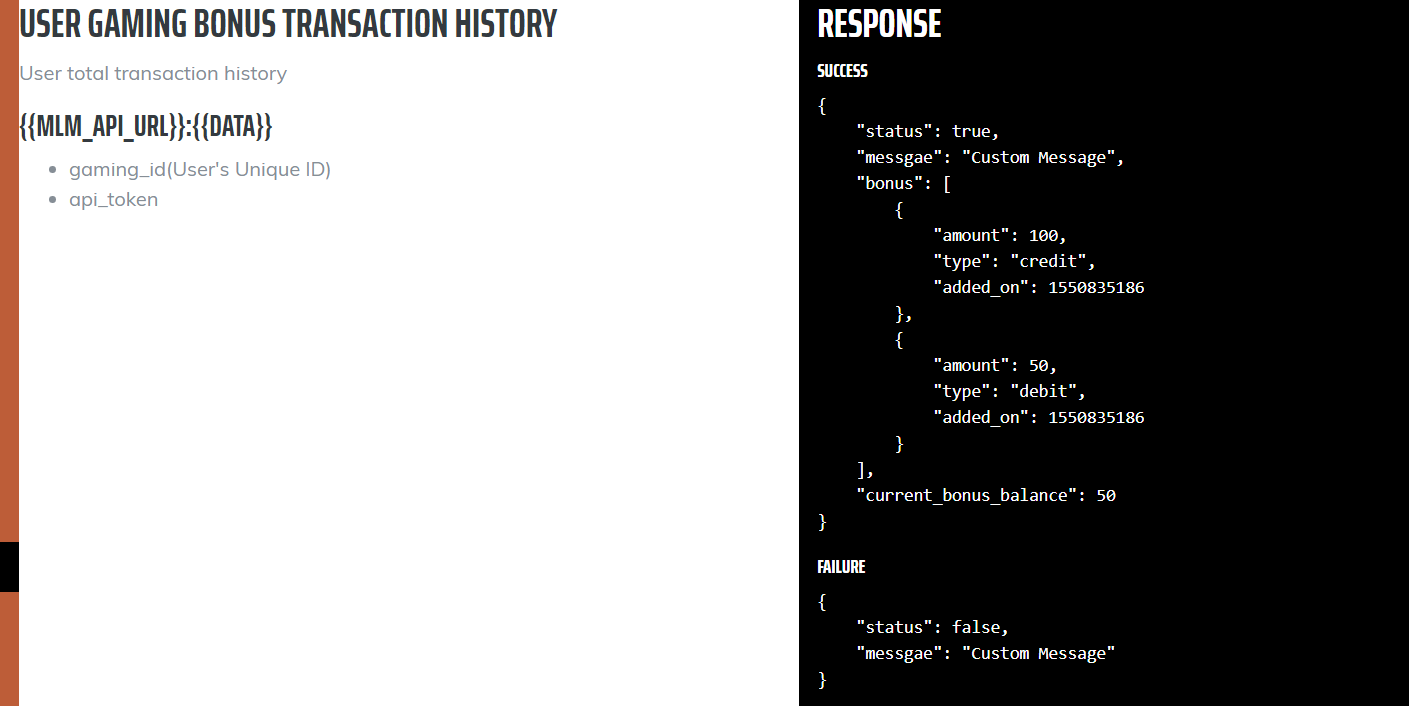 USER GAMING BONUS TRANSACTION HISTORY
User total transaction history
{{MLM_API_URL}}:{{DATA}}
gaming_id(User's Unique ID)
api_token
RESPONSE
SUCCESS
{
    "status": true,
    "messgae": "Custom Message",
    "bonus": [
        {
            "amount": 100,
            "type": "credit",
            "added_on": 1550835186
        },
        {
            "amount": 50,
            "type": "debit",
            "added_on": 1550835186
        }
    ],
    "current_bonus_balance": 50
}
FAILURE
{
    "status": false,
    "messgae": "Custom Message"
}